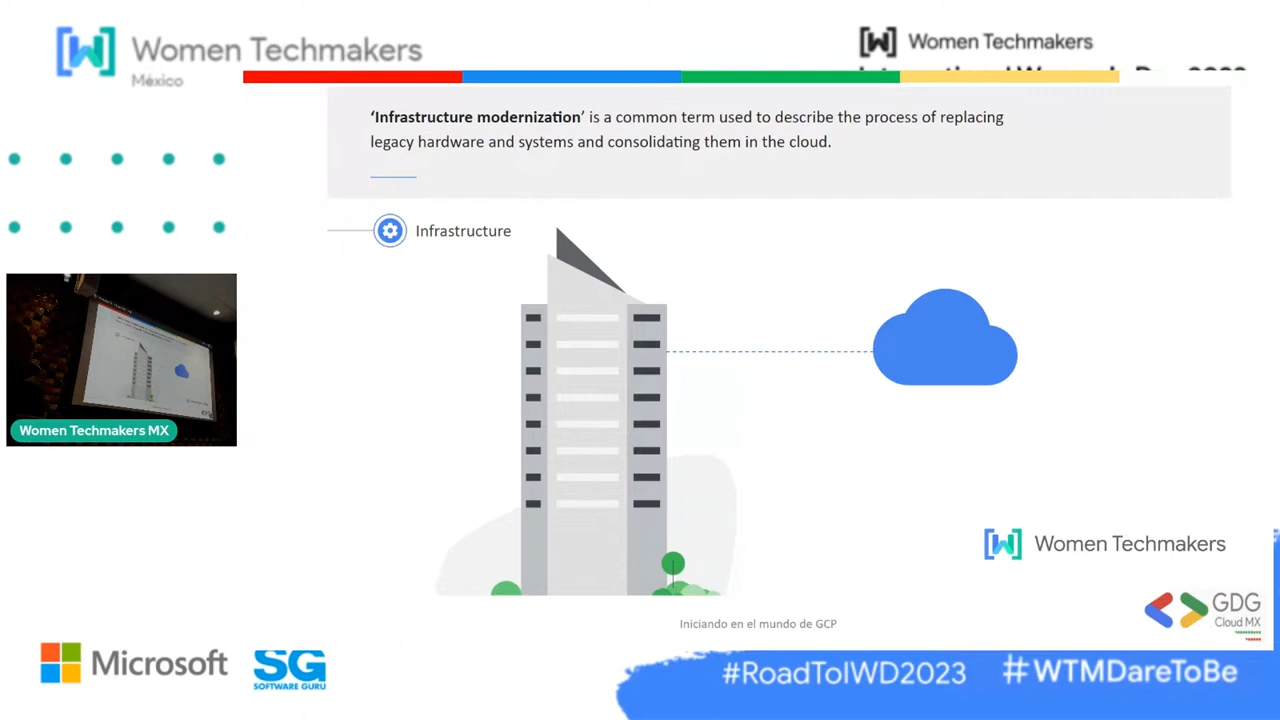 Women Techmakers
México
Women Techmakers
‘Infrastructure modernization’ is a common term used to describe the process of replacing
legacy hardware and systems and consolidating them in the cloud.
Infrastructure
Women Techmakers MX
Women Techmakers
GDG
Cloud MX
Iniciando en el mundo de GCP
Microsoft
SG
SOFTWARE GURU
#RoadToIWD2023
#WTMDareToBe